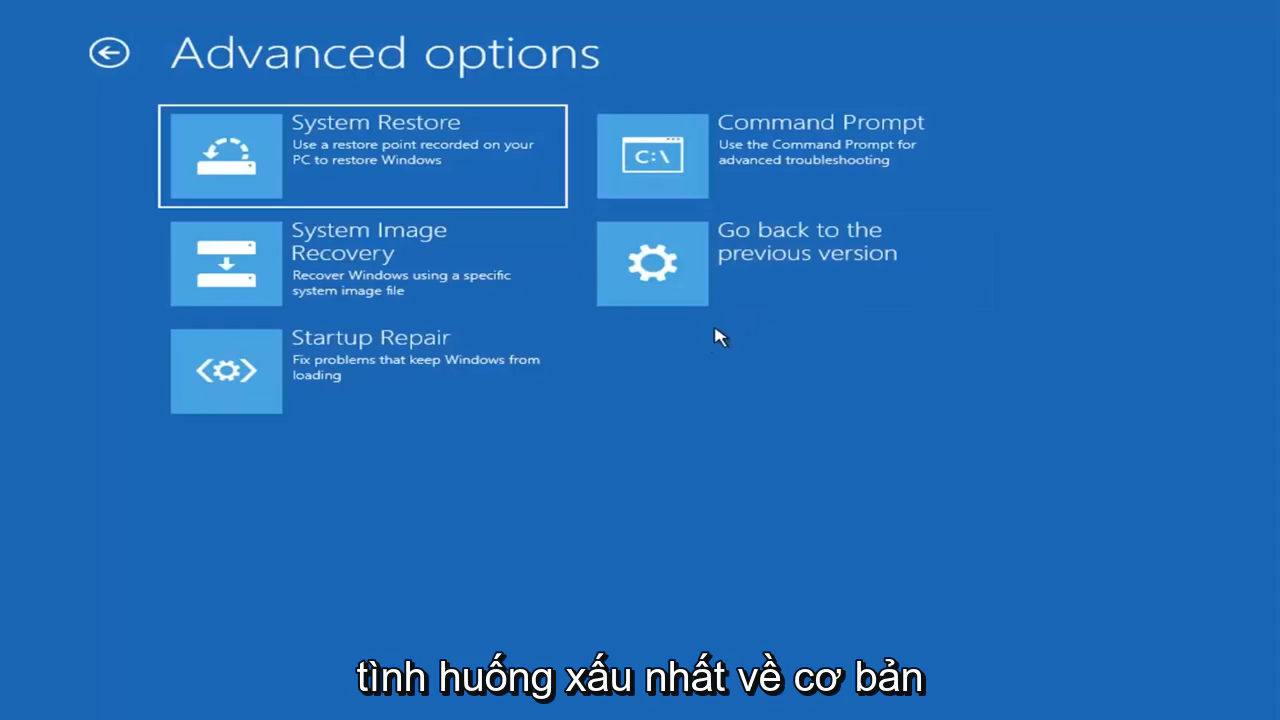 Advanced options
System Restore
Use a restore point recorded on your
PC to restore Windows
Command Prompt
Use the Command Prompt for
advanced troubleshooting
C:\
System Image
Recovery
Recover Windows using a specific
system image file
Go back to the
previous version
Startup Repair
Fix problems that keep Windows from
loading
tình huống xấu nhất về cơ bản